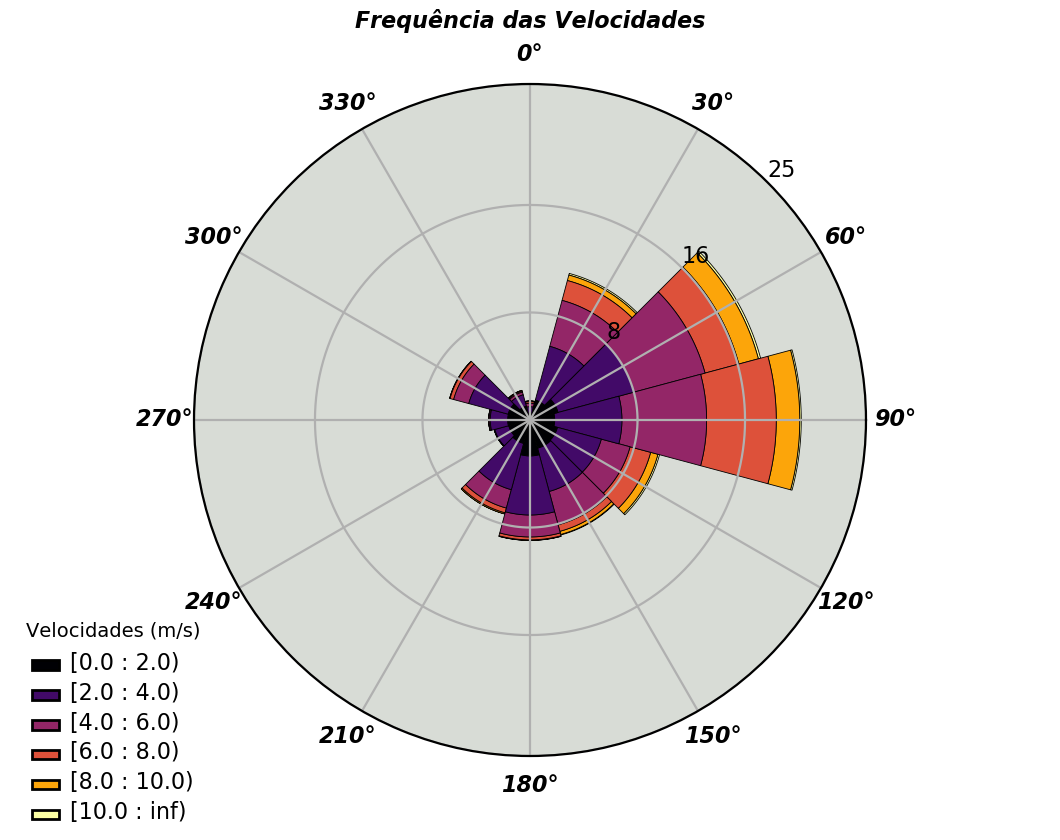 Frequência das Velocidades
0°
330°
30°
25
300°
60°
16
8
270°
90°
240°
120°
210°
150°
180°
Velocidades (m/s)
[0.0 : 2.0)
[2.0 : 4.0)
[4.0 : 6.0)
[6.0 : 8.0)
[8.0 : 10.0)
[10.0 : inf)